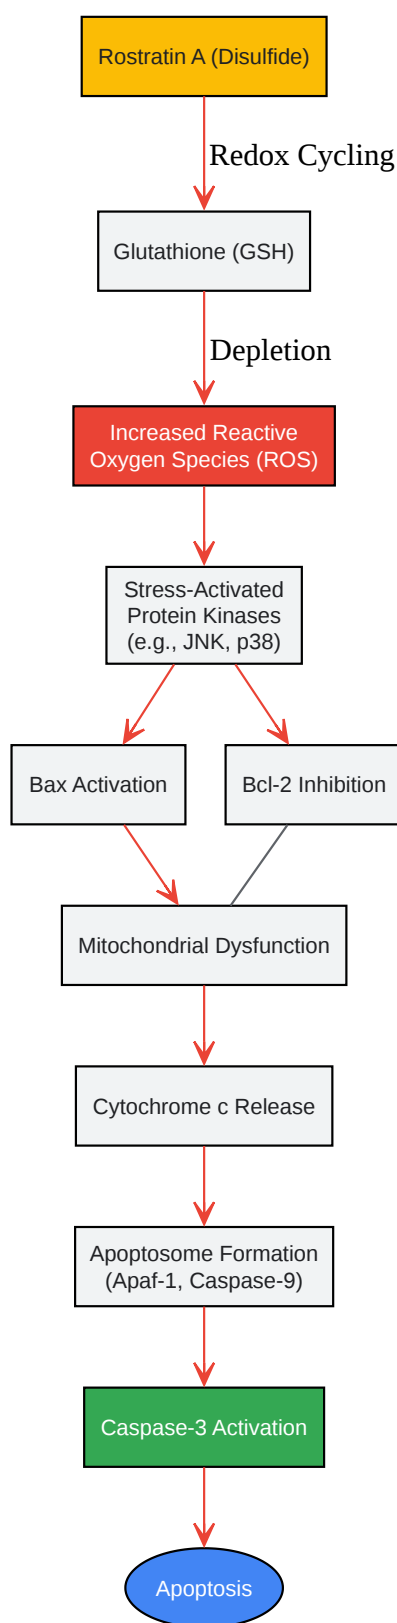 Rostratin A (Disulfide)
Redox Cycling
Glutathione (GSH)
Depletion
Increased Reactive
Oxygen Species (ROS)
Stress-Activated
Protein Kinases
(e.g., JNK, p38)
Bax Activation
Bcl-2 Inhibition
Mitochondrial Dysfunction
Cytochrome c Release
Apoptosome Formation
(Apaf-1, Caspase-9)
Caspase-3 Activation
Apoptosis